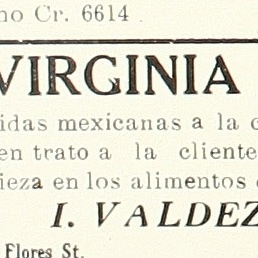 no Cr. 6614
VIRGINIA
idas mexicanas a la c
en trato a la cliente
ieza en los alimentos
I. VALDEZ
Flores St.